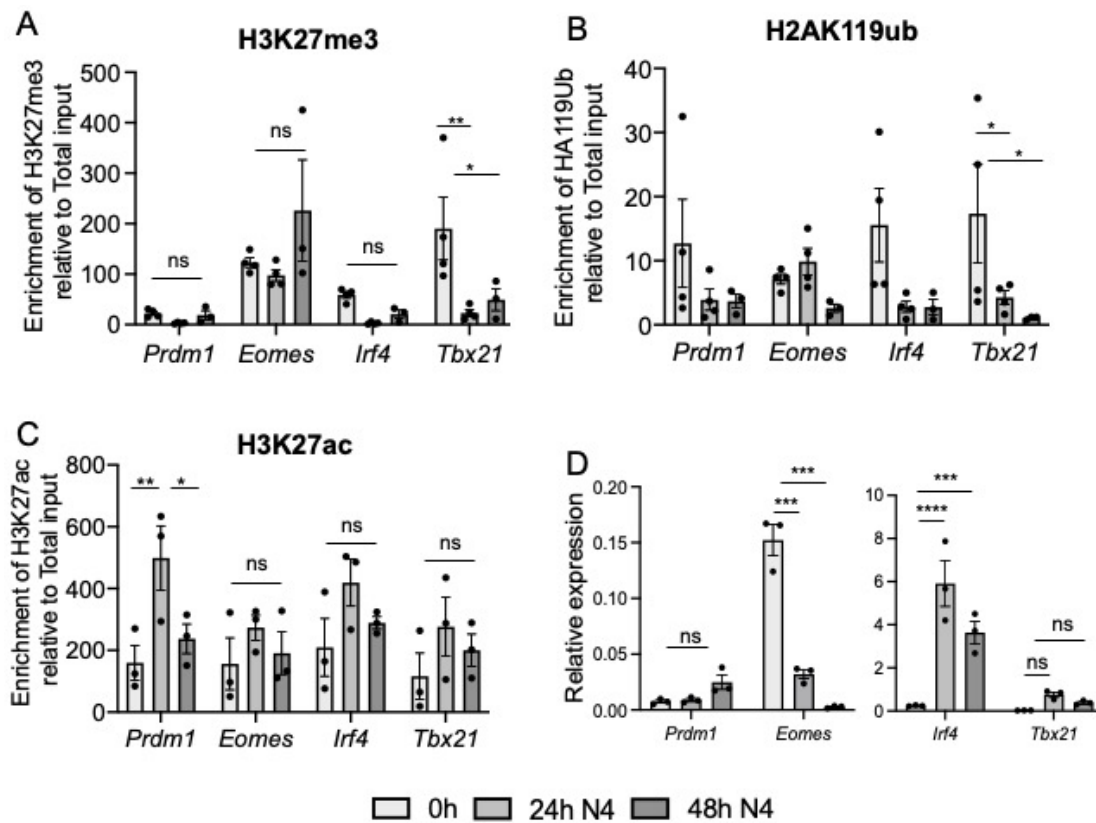 A
H3K27me3
Enrichment of H3K27me3
relative to Total input
500
400
300
200
100
0
ns
ns
ns
**
*
Prdm1 Eomes Irf4 Tbx21
B
H2AK119ub
Enrichment of HA119Ub
relative to Total input
40
30
20
10
0
*
*
Prdm1 Eomes Irf4 Tbx21
C
H3K27ac
Enrichment of H3K27ac
relative to Total input
800
600
400
200
0
** *
ns
ns
ns
Prdm1 Eomes Irf4 Tbx21
D
Relative expression
0.20
0.15
0.10
0.05
0.00
ns
***
***
Prdm1 Eomes
10
8
6
4
2
0
***
****
ns
ns
Irf4 Tbx21
0h 24h N4 48h N4